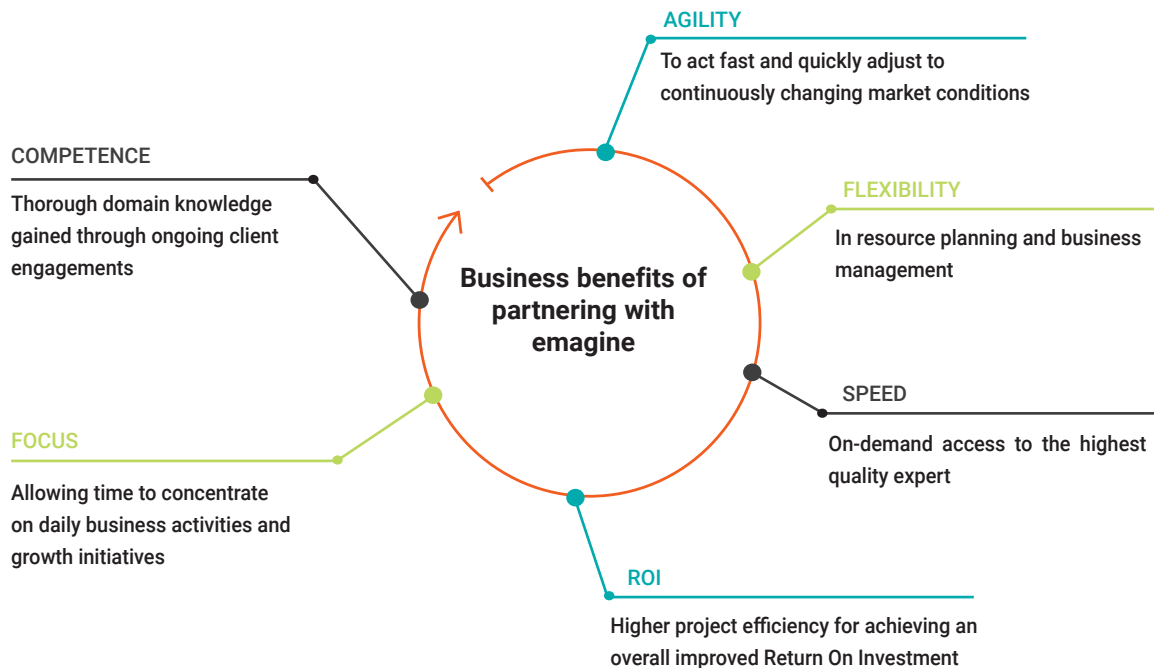 AGILITY
To act fast and quickly adjust to
continuously changing market conditions
COMPETENCE
Thorough domain knowledge
gained through ongoing client
engagements
FLEXIBILITY
In resource planning and business
management
Business benefits of
partnering with
emagine
SPEED
On-demand access to the highest
quality expert
FOCUS
Allowing time to concentrate
on daily business activities and
growth initiatives
ROI
Higher project efficiency for achieving an
overall improved Return On Investment